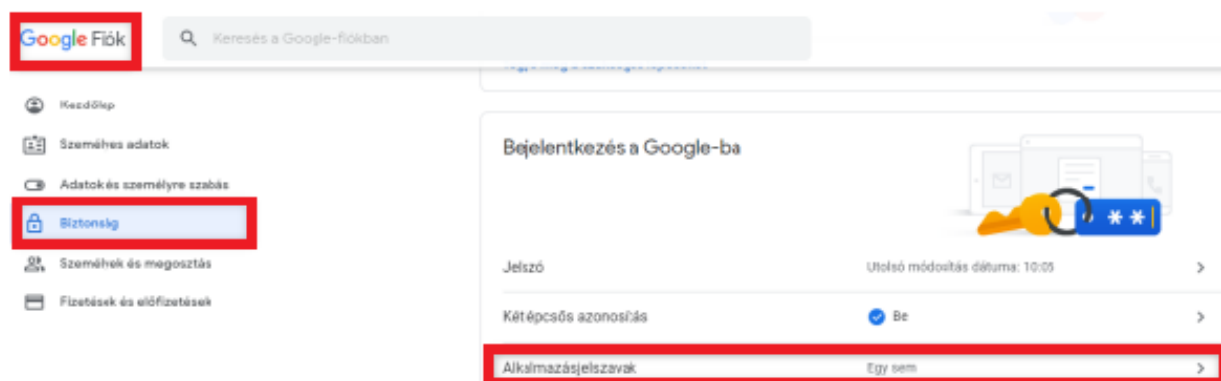 Google Fiók
Keresés a Google-fiókban
Kezdőlap
Személyes adatok
Adatok és személyre szabás
Biztonság
Személyek és megosztás
Fizetések és előfizetések
Bejelentkezés a Google-ba
**
Jelszó Utolsó módosítás dátuma: 10:05
Kétlépcsős azonosítás Be
Alkalmazásjelszavak Egy sem